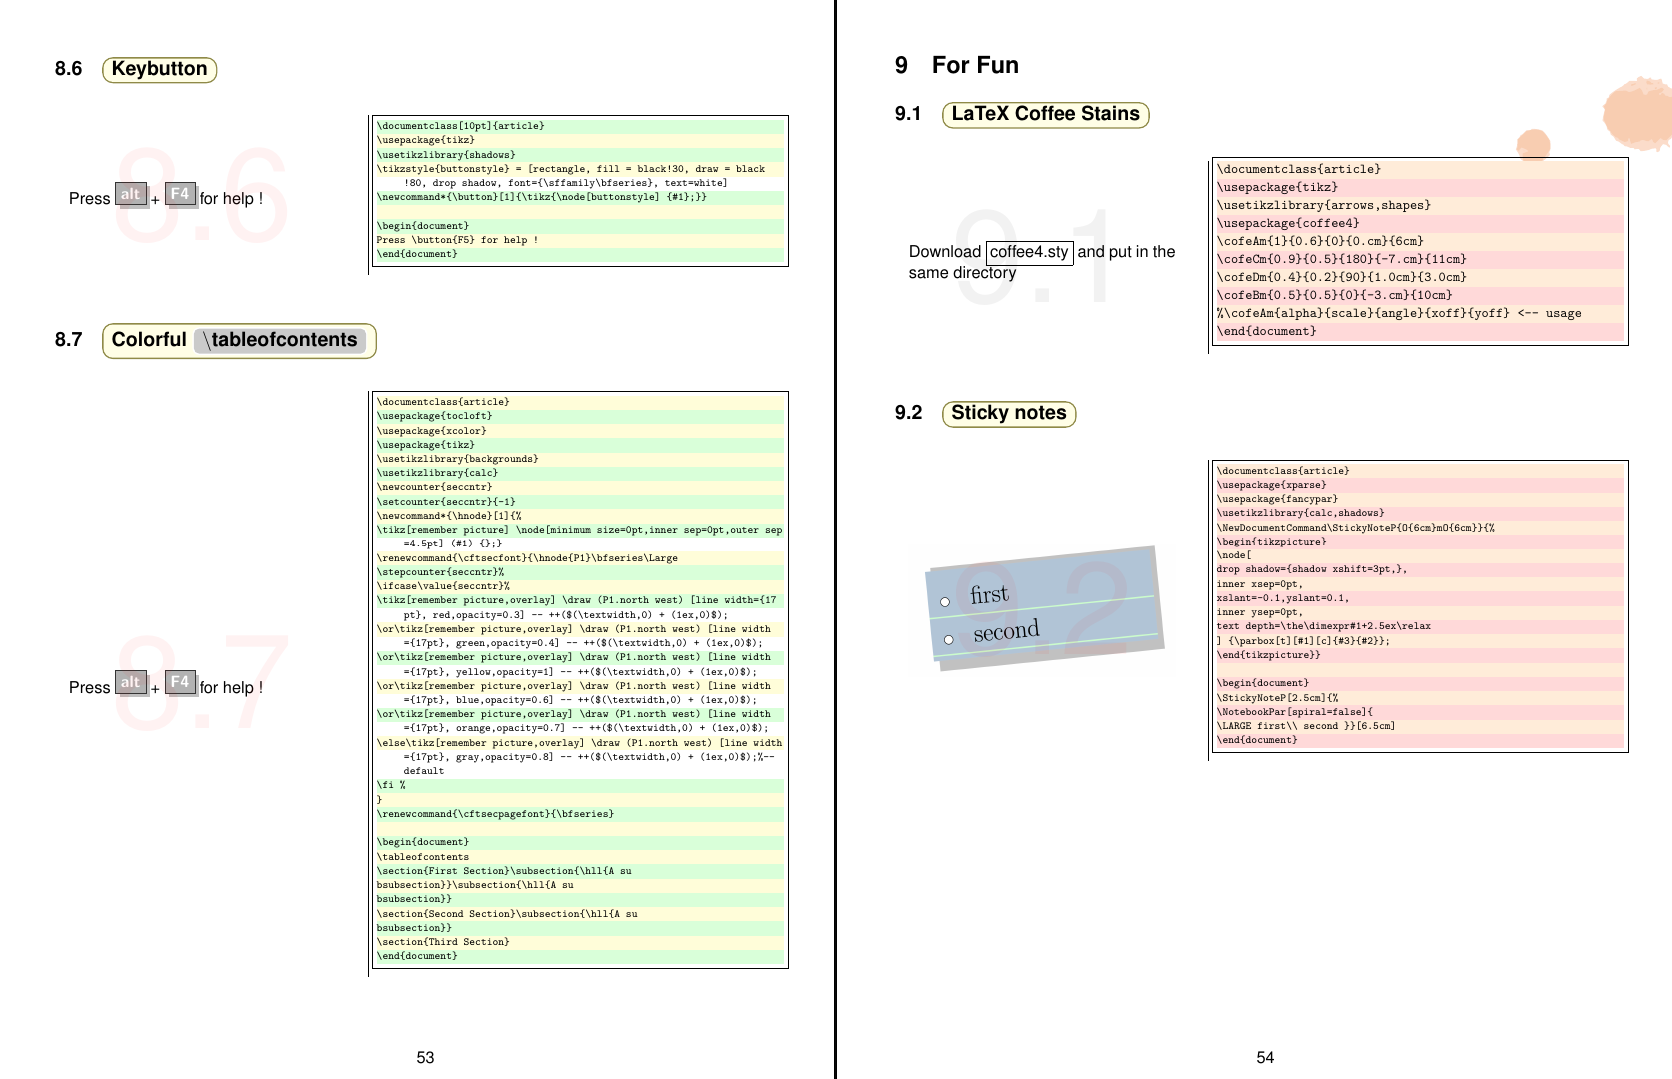 8.6 Keybutton
8.6
Press alt + F4 for help !
\documentclass[10pt]{article}
\usepackage{tikz}
\usetikzlibrary{shadows}
\tikzstyle{buttonstyle} = [rectangle, fill = black!30, draw = black
!80, drop shadow, font={\sffamily\bfseries}, text=white]
\newcommand*{\button}[1]{\tikz{\node[buttonstyle] {#1};}}
\begin{document}
Press \button{F5} for help !
\end{document}
8.7 Colorful \tableofcontents
8.7
Press alt + F4 for help !
\documentclass{article}
\usepackage{tocloft}
\usepackage{xcolor}
\usepackage{tikz}
\usetikzlibrary{backgrounds}
\usetikzlibrary{calc}
\newcounter{seccntr}
\setcounter{seccntr}{-1}
\newcommand*{\hnode}[1]{%
\tikz[remember picture] \node[minimum size=0pt,inner sep=0pt,outer sep
=4.5pt] (#1) {};}
\renewcommand{\cftsecfont}{\hnode{P1}\bfseries\Large
\stepcounter{seccntr}%
\ifcase\value{seccntr}%
\tikz[remember picture,overlay] \draw (P1.north west) [line width={17
pt}, red,opacity=0.3] -- ++($(\textwidth,0) + (1ex,0)$);
\or\tikz[remember picture,overlay] \draw (P1.north west) [line width
={17pt}, green,opacity=0.4] -- ++($(\textwidth,0) + (1ex,0)$);
\or\tikz[remember picture,overlay] \draw (P1.north west) [line width
={17pt}, yellow,opacity=1] -- ++($(\textwidth,0) + (1ex,0)$);
\or\tikz[remember picture,overlay] \draw (P1.north west) [line width
={17pt}, blue,opacity=0.6] -- ++($(\textwidth,0) + (1ex,0)$);
\or\tikz[remember picture,overlay] \draw (P1.north west) [line width
={17pt}, orange,opacity=0.7] -- ++($(\textwidth,0) + (1ex,0)$);
\else\tikz[remember picture,overlay] \draw (P1.north west) [line width
={17pt}, gray,opacity=0.8] -- ++($(\textwidth,0) + (1ex,0)$);%--
default
\fi %
}
\renewcommand{\cftsecpagefont}{\bfseries}
\begin{document}
\tableofcontents
\section{First Section}\subsection{\hll{A su
bsubsection}}\subsection{\hll{A su
bsubsection}}
\section{Second Section}\subsection{\hll{A su
bsubsection}}
\section{Third Section}
\end{document}
53
9 For Fun
9.1 LaTeX Coffee Stains
9.1
Download coffee4.sty and put in the
same directory
\documentclass{article}
\usepackage{tikz}
\usetikzlibrary{arrows,shapes}
\usepackage{coffee4}
\cofeAm{1}{0.6}{0}{0.cm}{6cm}
\cofeCm{0.9}{0.5}{180}{-7.cm}{11cm}
\cofeDm{0.4}{0.2}{90}{1.0cm}{3.0cm}
\cofeBm{0.5}{0.5}{0}{-3.cm}{10cm}
%\cofeAm{alpha}{scale}{angle}{xoff}{yoff} <-- usage
\end{document}
9.2 Sticky notes
9.2
first
second
\documentclass{article}
\usepackage{xparse}
\usepackage{fancypar}
\usetikzlibrary{calc,shadows}
\NewDocumentCommand\StickyNoteP{O{6cm}mO{6cm}}{%
\begin{tikzpicture}
\node[
drop shadow={shadow xshift=3pt,},
inner xsep=0pt,
xslant=-0.1,yslant=0.1,
inner ysep=0pt,
text depth=\the\dimexpr#1+2.5ex\relax
] {\parbox[t][#1][c]{#3}{#2}};
\end{tikzpicture}}
\begin{document}
\StickyNoteP[2.5cm]{%
\NotebookPar[spiral=false]{
\LARGE first\\ second }}[6.5cm]
\end{document}
54